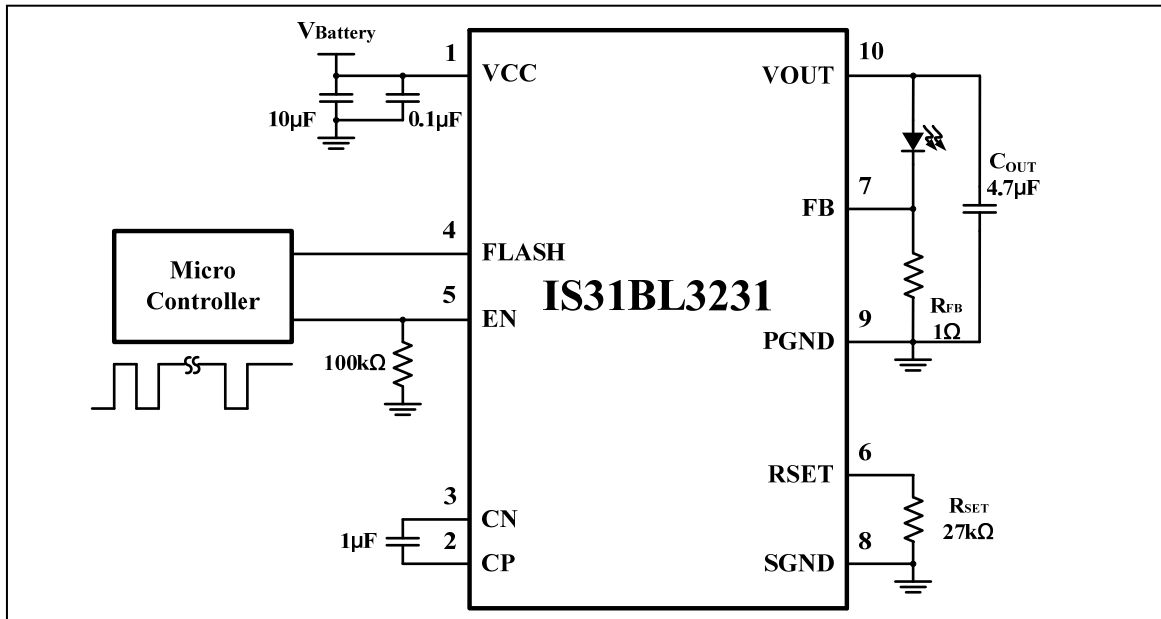 VBattery
1
VCC
10µF
0.1µF
4
FLASH
Micro
Controller
5
EN
100kΩ
3
CN
1µF
2
CP
IS31BL3231
10
VOUT
COUT
4.7µF
7
FB
RFB
1Ω
9
PGND
6
RSET
RSET
27kΩ
8
SGND